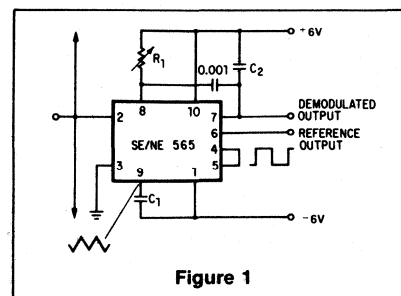 +6V
R1
0.001
C2
8
10
2
7
DEMODULATED
OUTPUT
SE/NE 565
6
REFERENCE
OUTPUT
4
3
9
1
5
C1
-6V
Figure 1